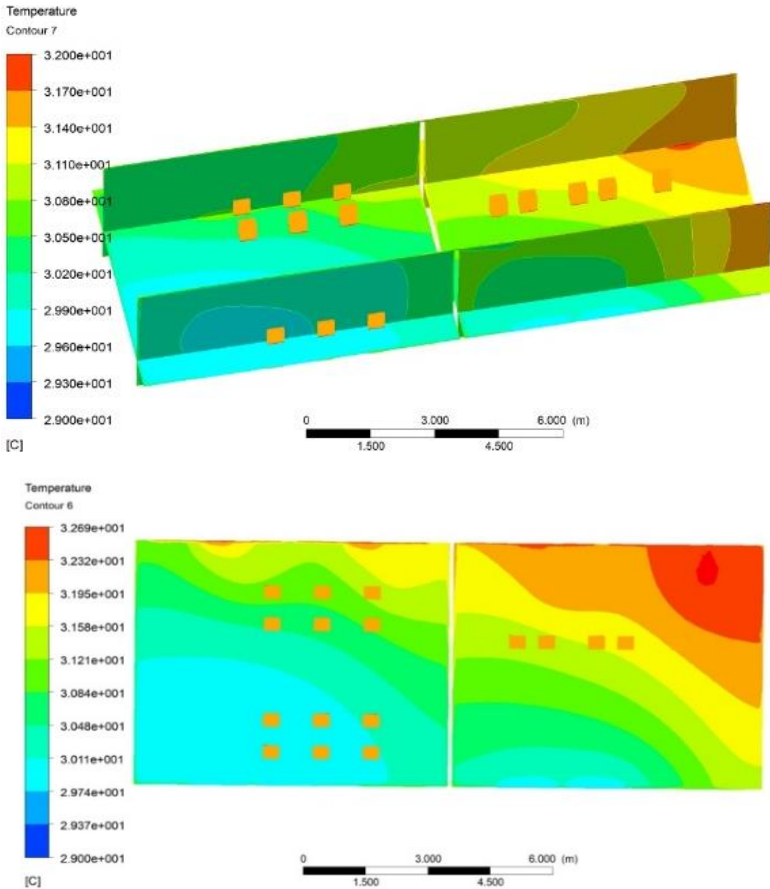 Temperature
Contour 7
3.200e+001
3.170e+001
3.140e+001
3.110e+001
3.080e+001
3.050e+001
3.020e+001
2.990e+001
2.960e+001
2.930e+001
2.900e+001
[C]
0 3.000 6.000 (m)
1.500 4.500
Temperature
Contour 6
3.269e+001
3.232e+001
3.195e+001
3.158e+001
3.121e+001
3.084e+001
3.048e+001
3.011e+001
2.974e+001
2.937e+001
2.900e+001
[C]
0 3.000 6.000 (m)
1.500 4.500